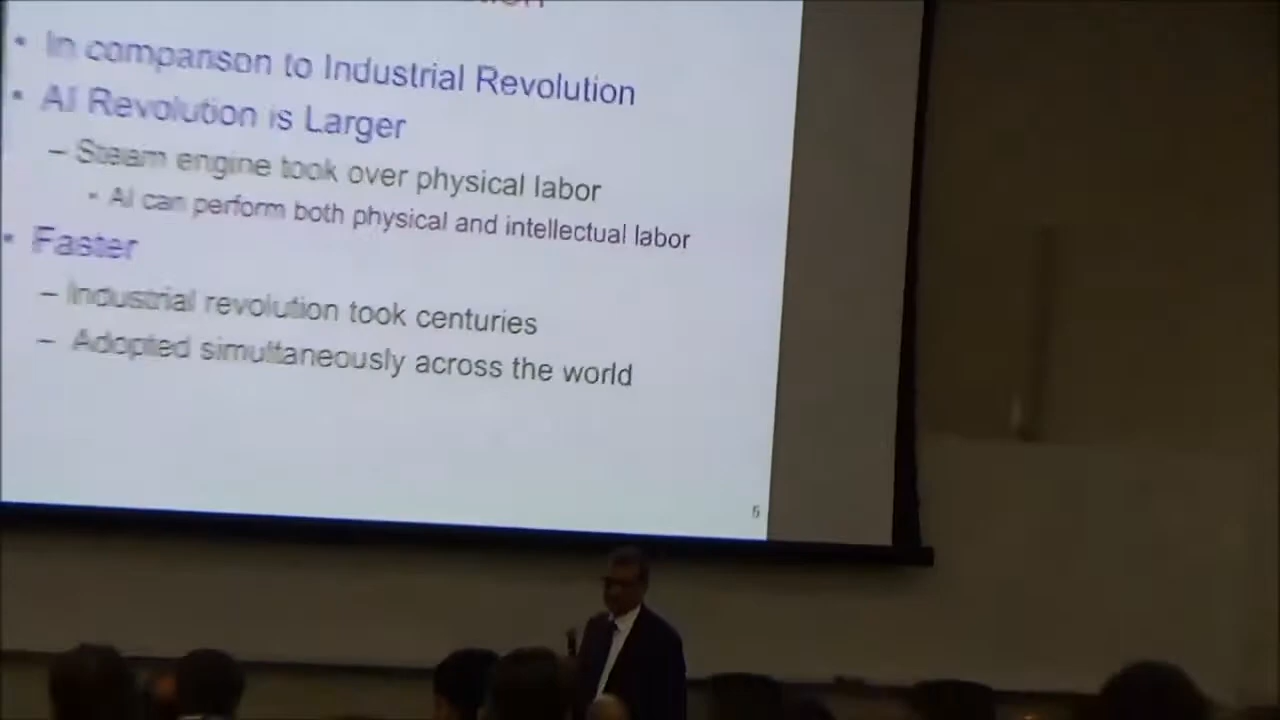 • In comparison to Industrial Revolution
• AI Revolution is Larger
– Steam engine took over physical labor
• AI can perform both physical and intellectual labor
• Faster
– Industrial revolution took centuries
– Adopted simultaneously across the world
5